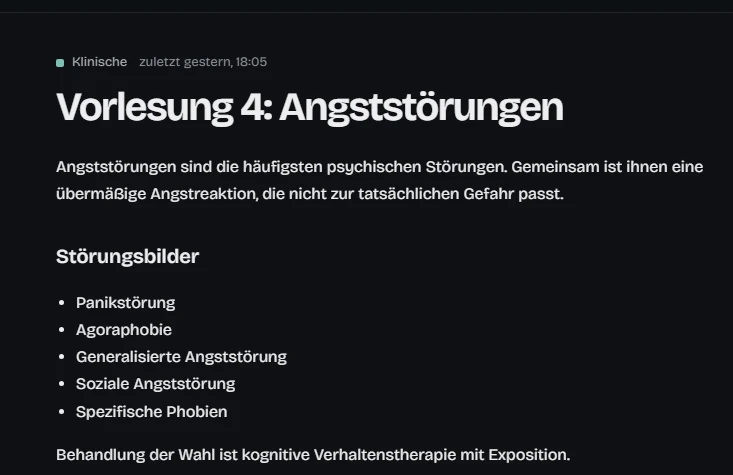 Klinische zuletzt gestern, 18:05
Vorlesung 4: Angststörungen
Angststörungen sind die häufigsten psychischen Störungen. Gemeinsam ist ihnen eine
übermäßige Angstreaktion, die nicht zur tatsächlichen Gefahr passt.
Störungsbilder
• Panikstörung
• Agoraphobie
• Generalisierte Angststörung
• Soziale Angststörung
• Spezifische Phobien
Behandlung der Wahl ist kognitive Verhaltenstherapie mit Exposition.